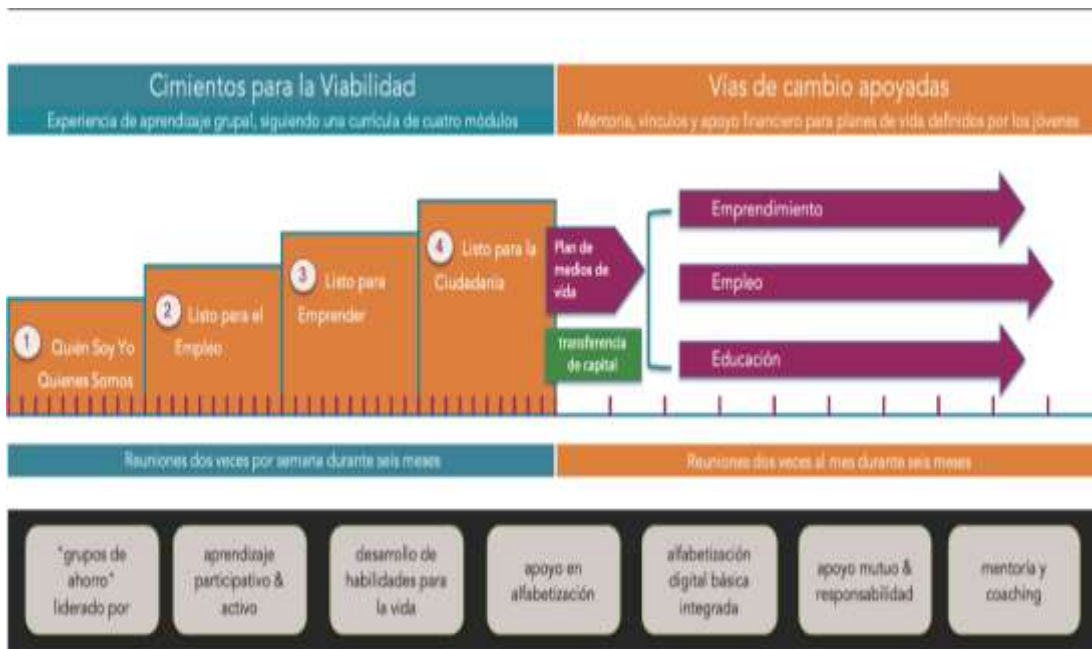 Cimientos para la Viabilidad
Experiencia de aprendizaje grupal, siguiendo una currícula de cuatro módulos
Vías de cambio apoyadas
Mentoría, vínculos y apoyo financiero para planes de vida definidos por los jóvenes
1 Quién Soy Yo
Quienes Somos
2 Listo para el
Empleo
3 Listo para
Emprender
4 Listo para la
Ciudadanía
Plan de
medios de
vida
transferencia
de capital
Emprendimiento
Empleo
Educación
Reuniones dos veces por semana durante seis meses
Reuniones dos veces al mes durante seis meses
"grupos de
ahorro"
liderado por
aprendizaje
participativo &
activo
desarrollo de
habilidades para
la vida
apoyo en
alfabetización
alfabetización
digital básica
integrada
apoyo mutuo &
responsabilidad
mentoría y
coaching